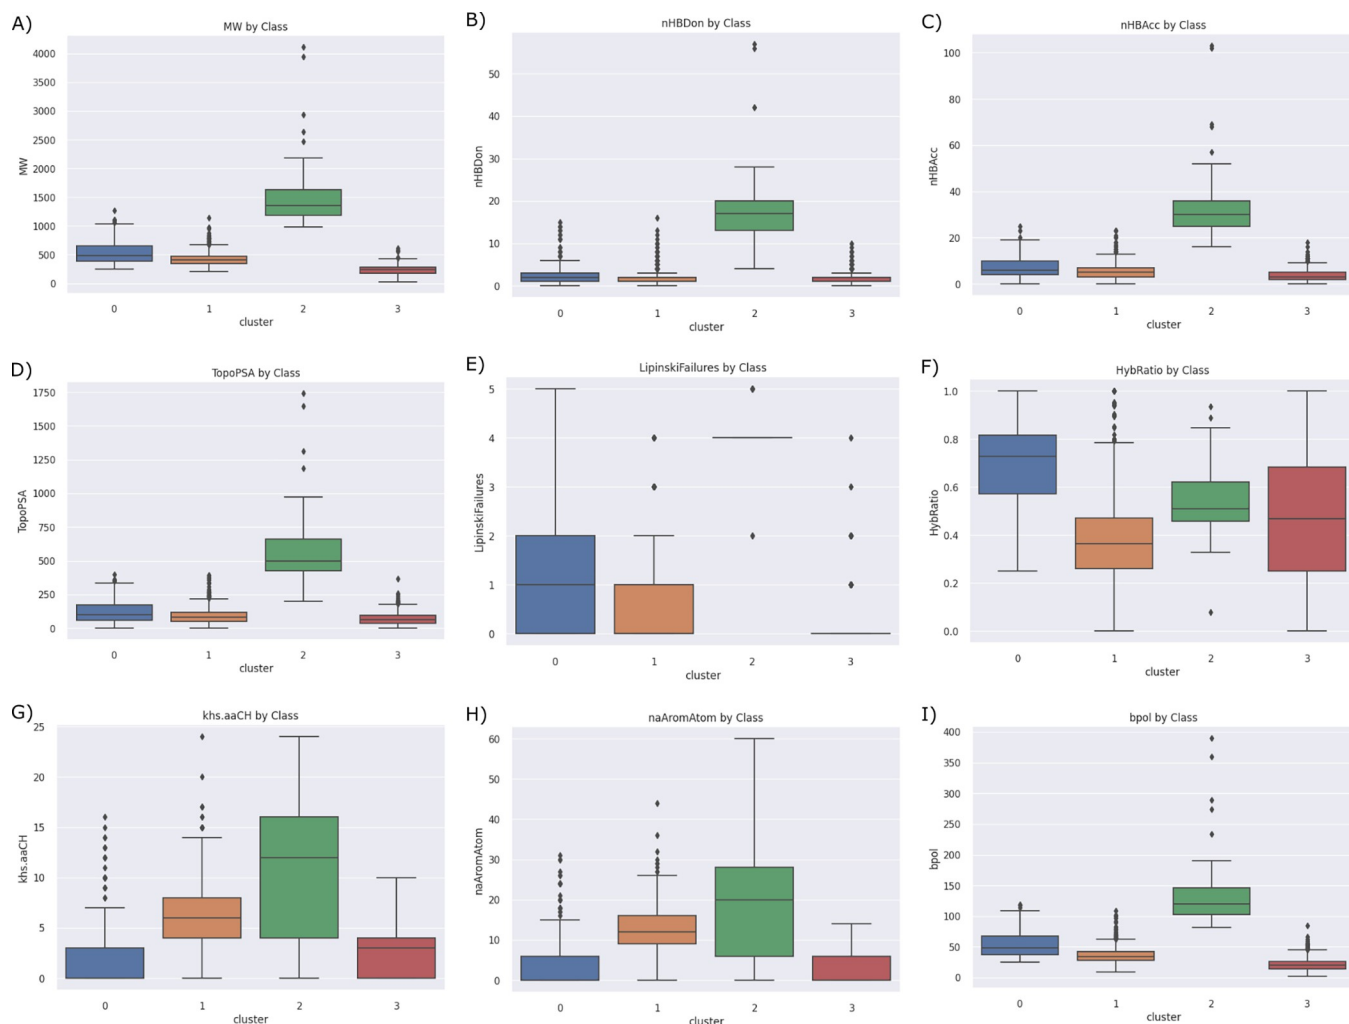 A)
MW by Class
4000
3500
3000
2500
2000
1500
1000
500
0
MW
0 1 2 3
cluster
B)
nHBDon by Class
50
40
30
20
10
0
nHBDon
0 1 2 3
cluster
C)
nHBAcc by Class
100
80
60
40
20
0
nHBAcc
0 1 2 3
cluster
D)
TopoPSA by Class
1750
1500
1250
1000
750
500
250
0
TopoPSA
0 1 2 3
cluster
E)
LipinskiFailures by Class
5
4
3
2
1
0
LipinskiFailures
0 1 2 3
cluster
F)
HybRatio by Class
1.0
0.8
0.6
0.4
0.2
0.0
HybRatio
0 1 2 3
cluster
G)
khs.aaCH by Class
25
20
15
10
5
0
khs.aaCH
0 1 2 3
cluster
H)
naAromAtom by Class
60
50
40
30
20
10
0
naAromAtom
0 1 2 3
cluster
I)
bpol by Class
400
350
300
250
200
150
100
50
0
bpol
0 1 2 3
cluster